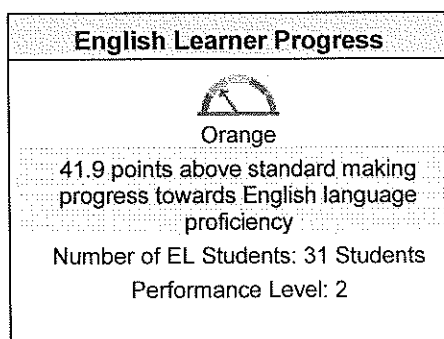 English Learner Progress
Orange
41.9 points above standard making
progress towards English language
proficiency
Number of EL Students: 31 Students
Performance Level: 2